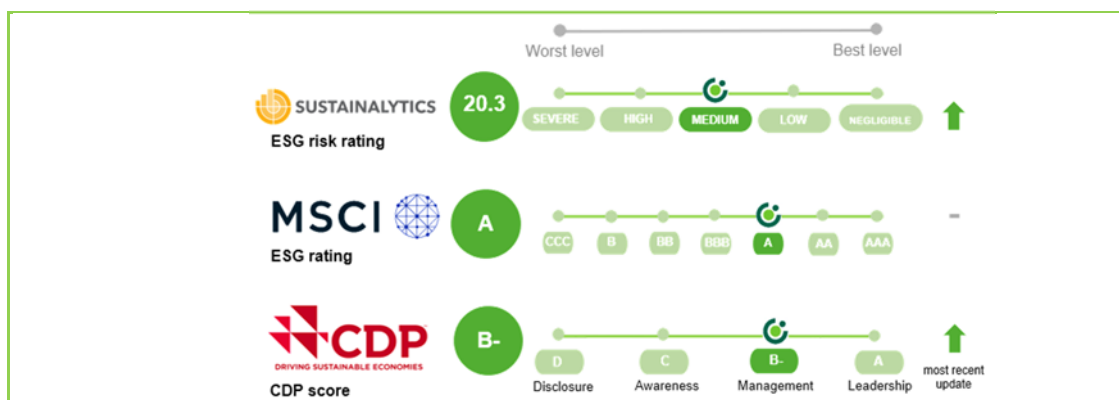 Worst level
Best level
SUSTAINALYTICS
ESG risk rating
20.3
SEVERE
HIGH
MEDIUM
LOW
NEGLIGIBLE
MSCI
ESG rating
A
CCC
B
BB
BBB
A
AA
AAA
-
CDP
DRIVING SUSTAINABLE ECONOMIES
CDP score
B-
D
C
B-
A
Disclosure
Awareness
Management
Leadership
most recent
update